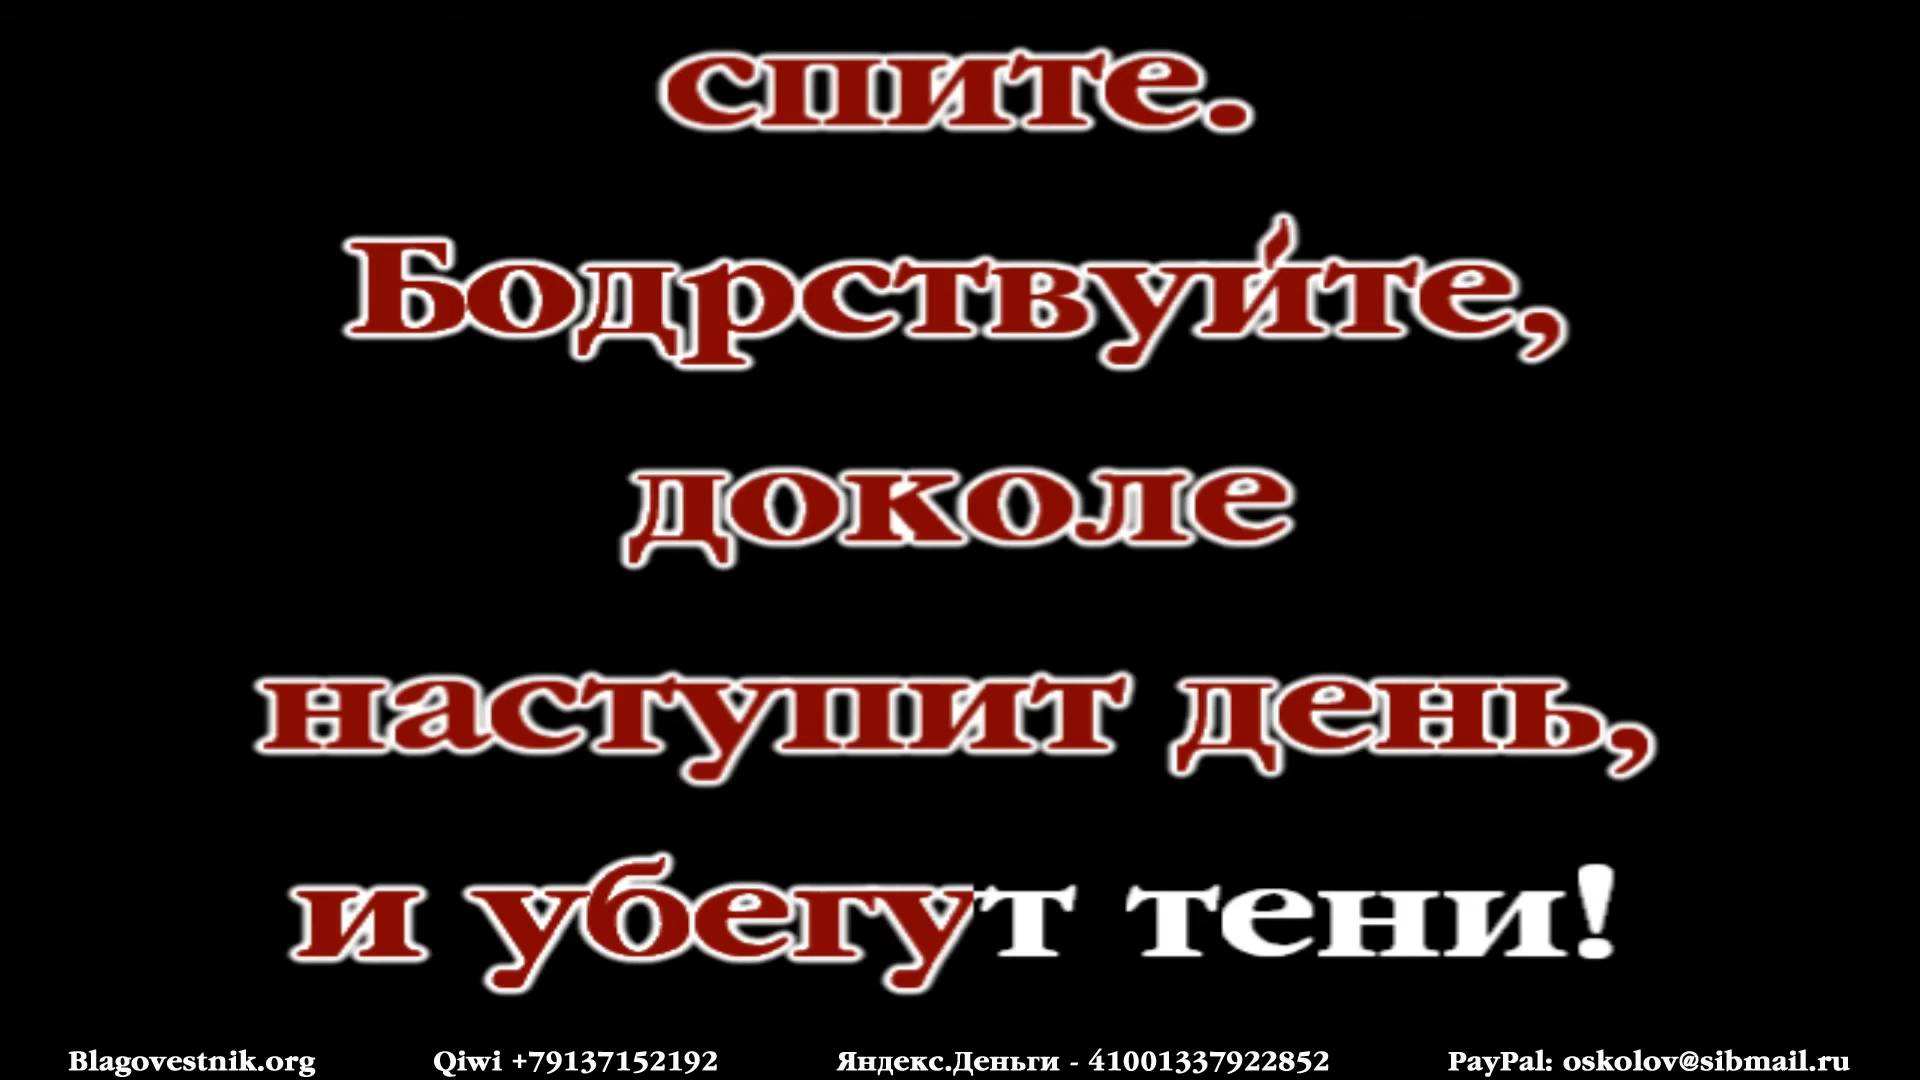 спите.
Бодрствуйте,
доколе
наступит день,
и убегут тени!
Blagovestnik.org Qiwi +79137152192 Яндекс.Деньги - 41001337922852 PayPal: oskolov@sibmail.ru